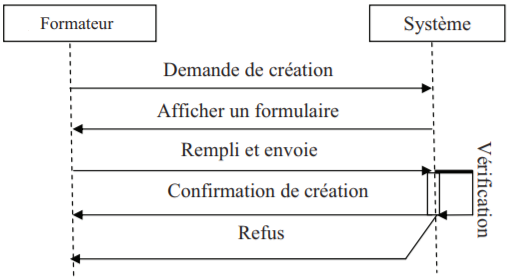 Formateur
Système
Demande de création
Afficher un formulaire
Rempli et envoie
Vérification
Confirmation de création
Refus